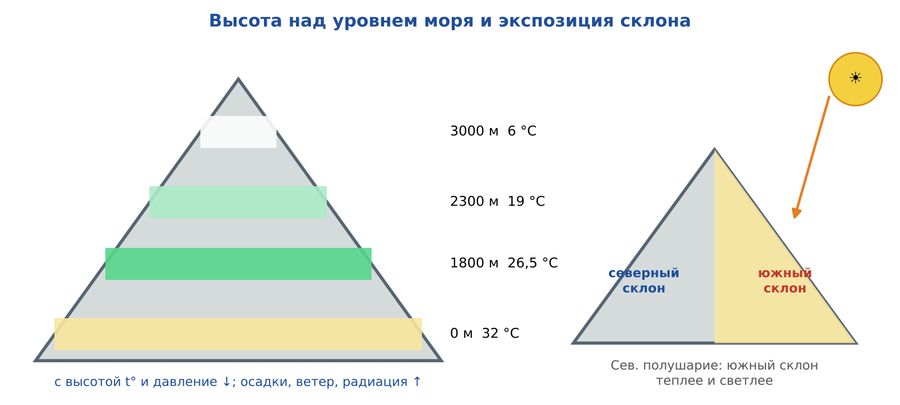 Высота над уровнем моря и экспозиция склона
☀
3000 м  6 °C
2300 м  19 °C
1800 м  26,5 °C
0 м  32 °C
с высотой t° и давление ↓; осадки, ветер, радиация ↑
северный
склон
южный
склон
Сев. полушарие: южный склон
теплее и светлее